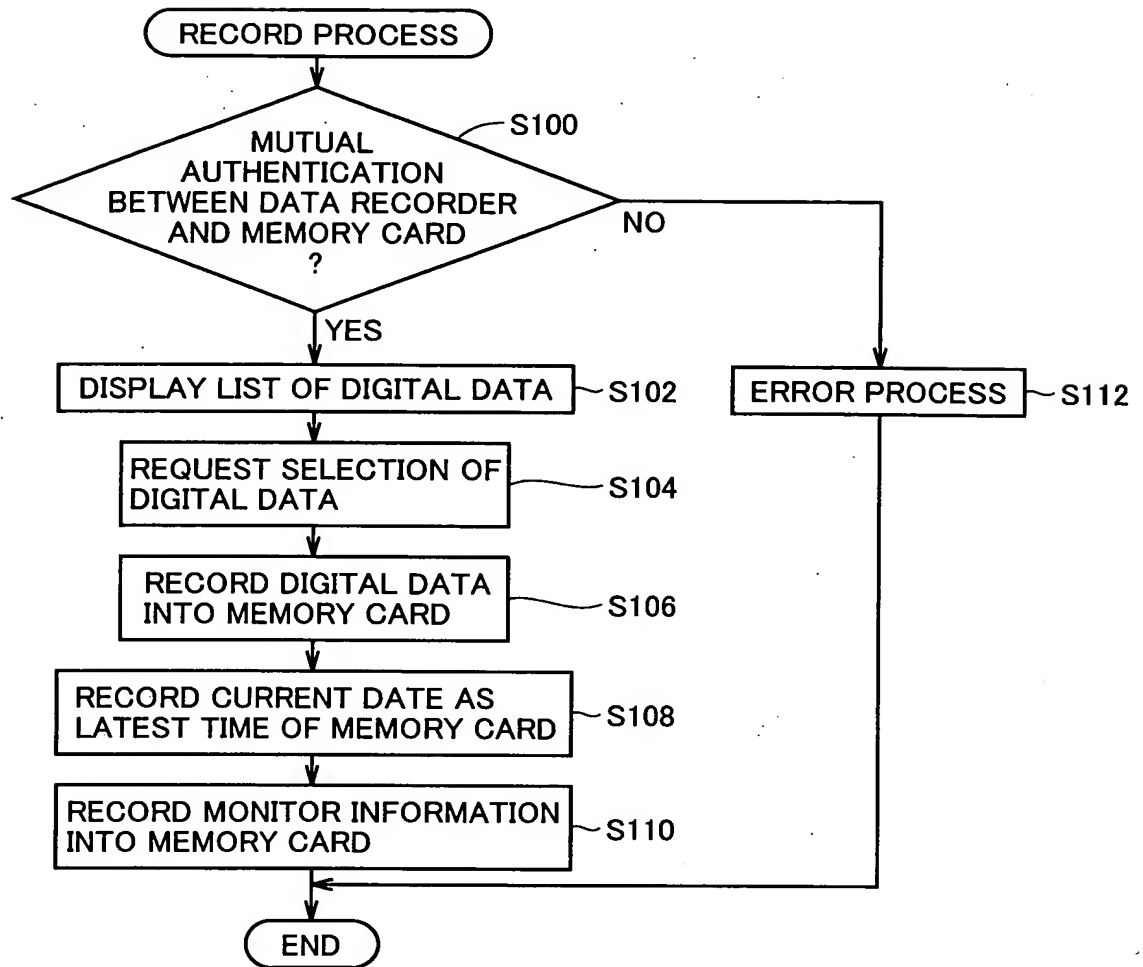 RECORD PROCESS
S100
MUTUAL
AUTHENTICATION
BETWEEN DATA RECORDER
AND MEMORY CARD
?
NO
YES
DISPLAY LIST OF DIGITAL DATA
S102
ERROR PROCESS
S112
REQUEST SELECTION OF
DIGITAL DATA
S104
RECORD DIGITAL DATA
INTO MEMORY CARD
S106
RECORD CURRENT DATE AS
LATEST TIME OF MEMORY CARD
S108
RECORD MONITOR INFORMATION
INTO MEMORY CARD
S110
END